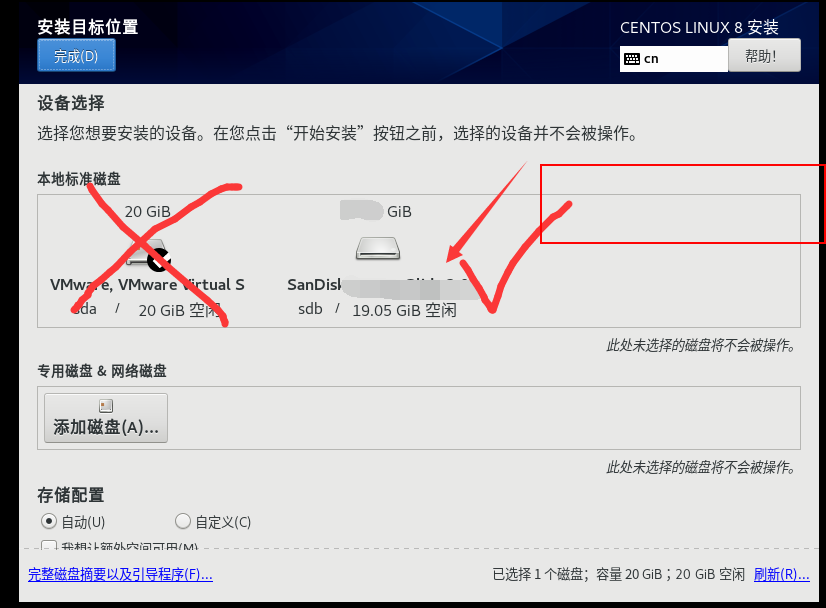 安装目标位置
CENTOS LINUX 8 安装
完成(D)
cn
帮助！
设备选择
选择您想要安装的设备。在您点击“开始安装”按钮之前，选择的设备并不会被操作。
本地标准磁盘
20 GiB
GiB
VMware, VMware Virtual S
SanDisk
sda / 20 GiB 空闲
sdb / 19.05 GiB 空闲
此处未选择的磁盘将不会被操作。
专用磁盘 & 网络磁盘
添加磁盘(A)...
此处未选择的磁盘将不会被操作。
存储配置
自动(U)
自定义(C)
我想让额外空间可用(M)
完整磁盘摘要以及引导程序(F)...
已选择 1 个磁盘；容量 20 GiB；20 GiB 空闲 刷新(R)...